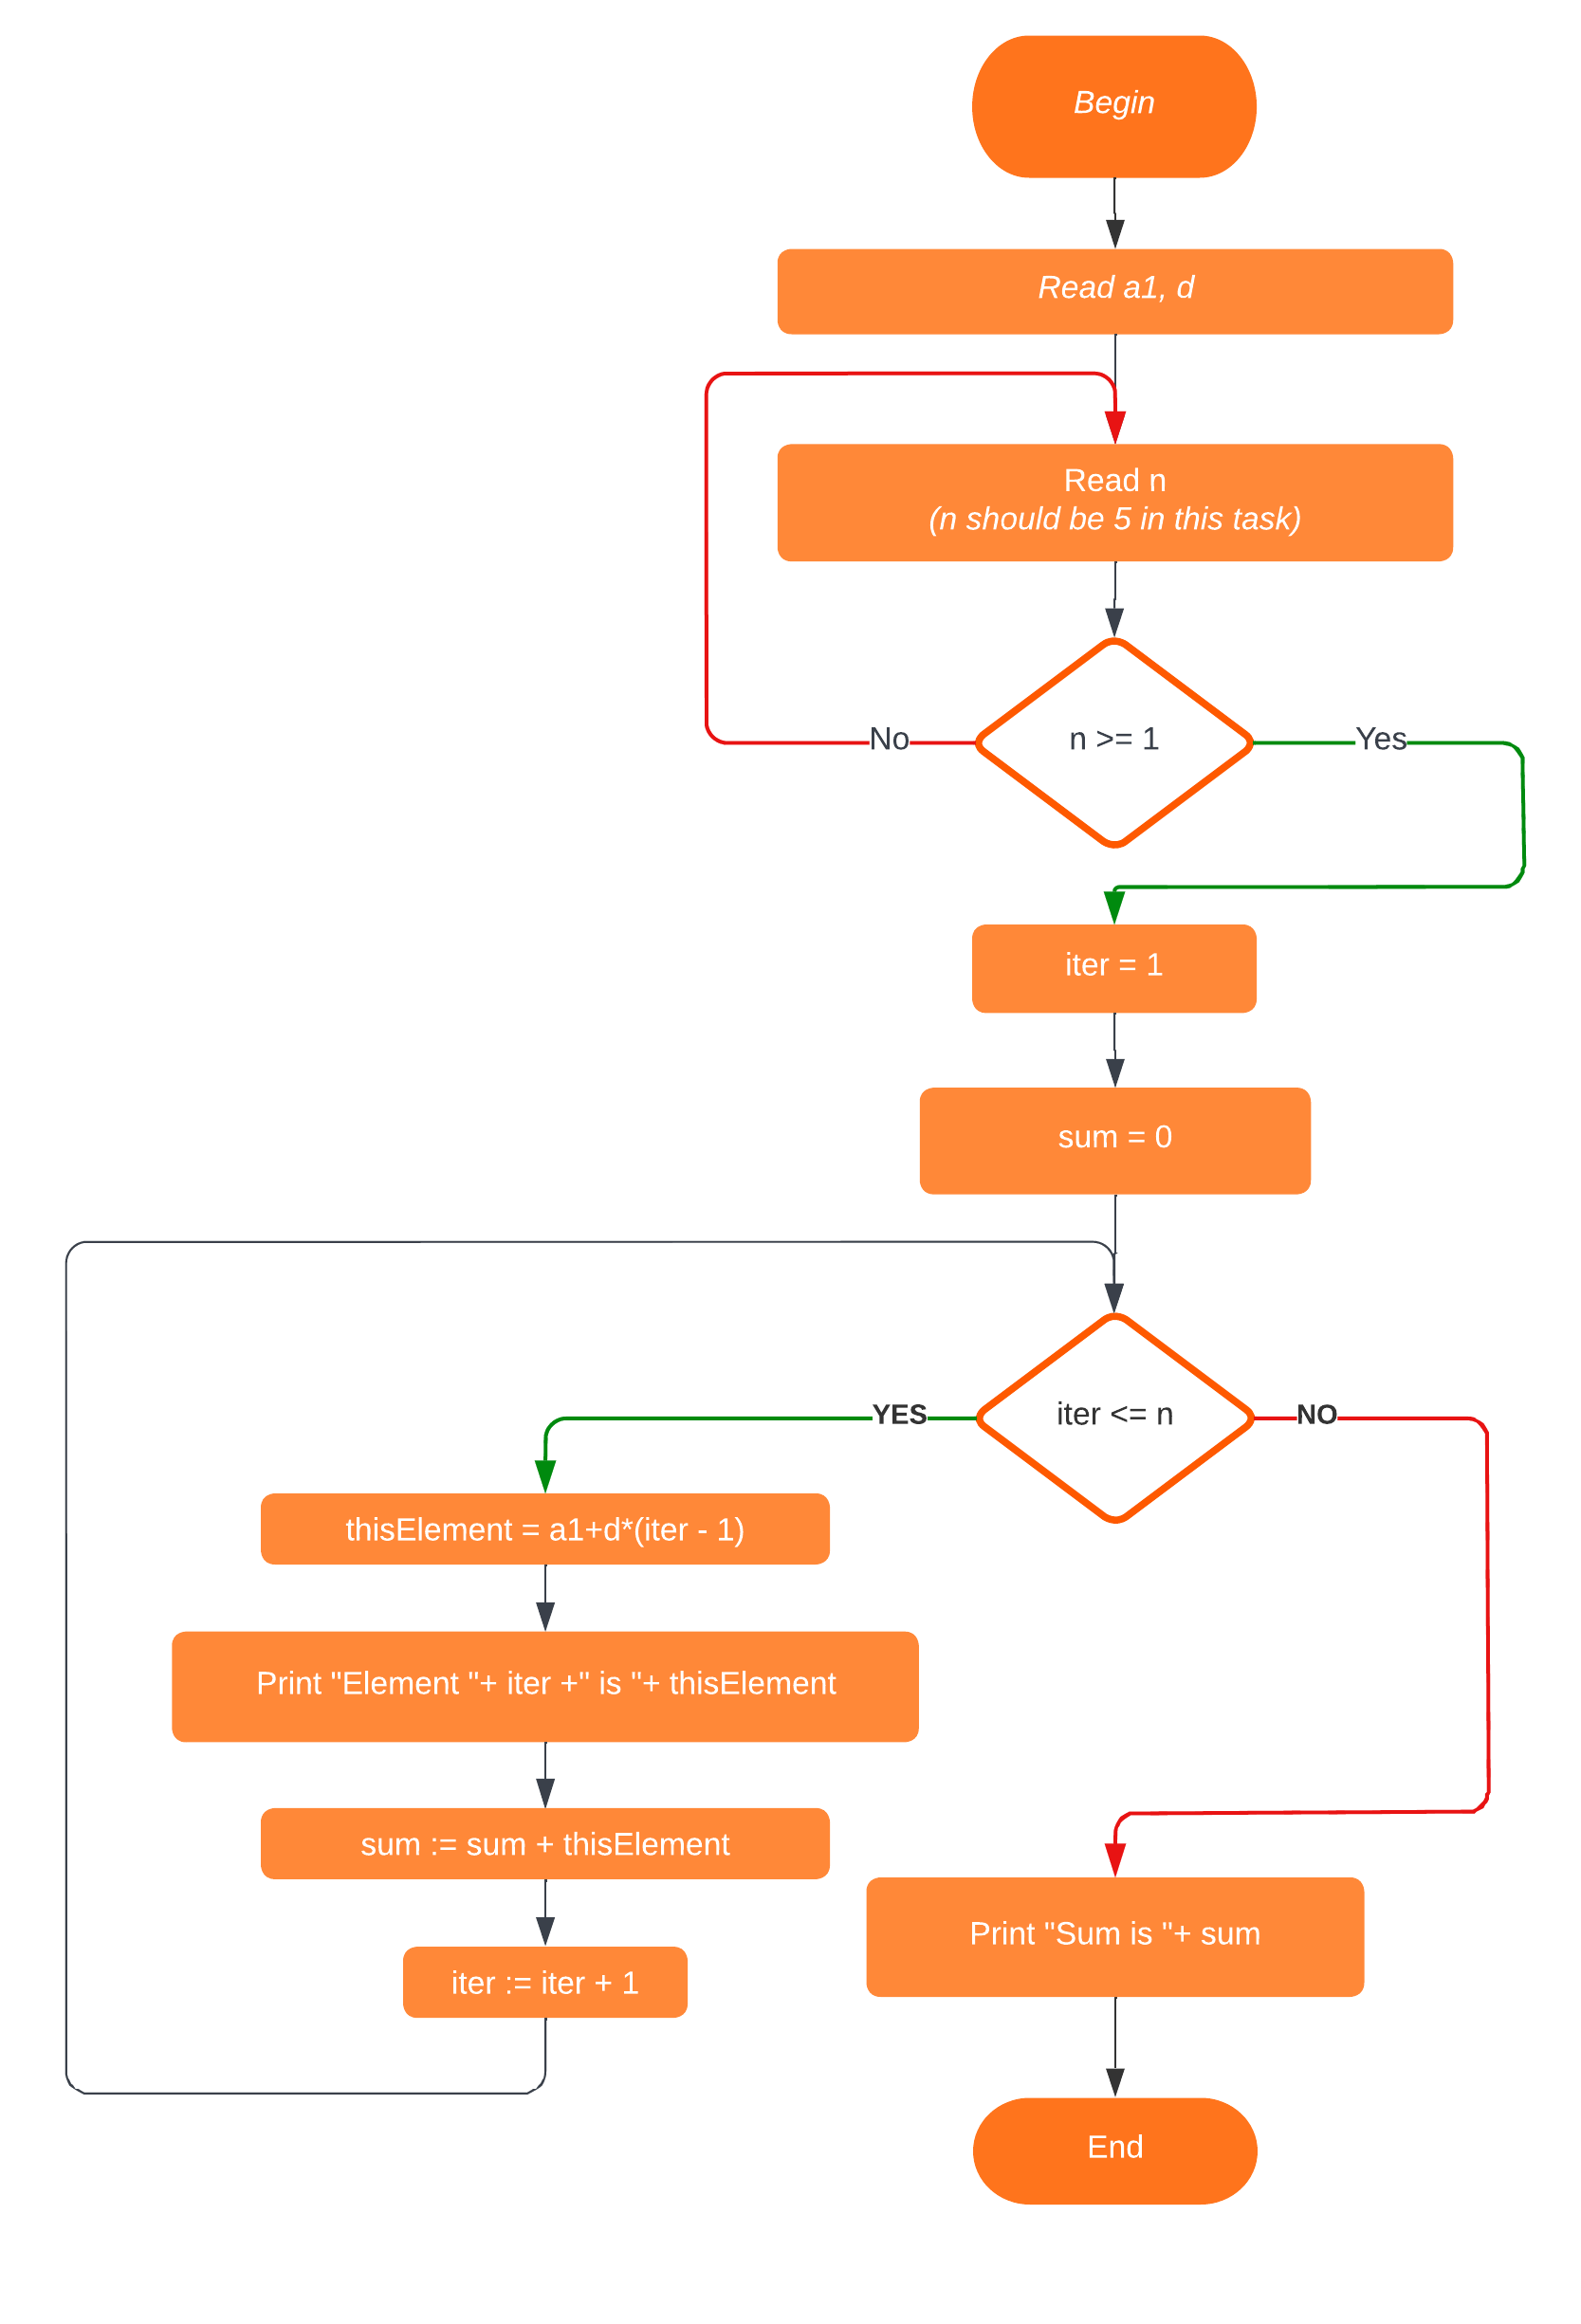 Begin
Read a1, d
Read n
(n should be 5 in this task)
n >= 1
No
Yes
iter = 1
sum = 0
iter <= n
YES
NO
thisElement = a1+d*(iter - 1)
Print "Element "+ iter +" is "+ thisElement
sum := sum + thisElement
iter := iter + 1
Print "Sum is "+ sum
End